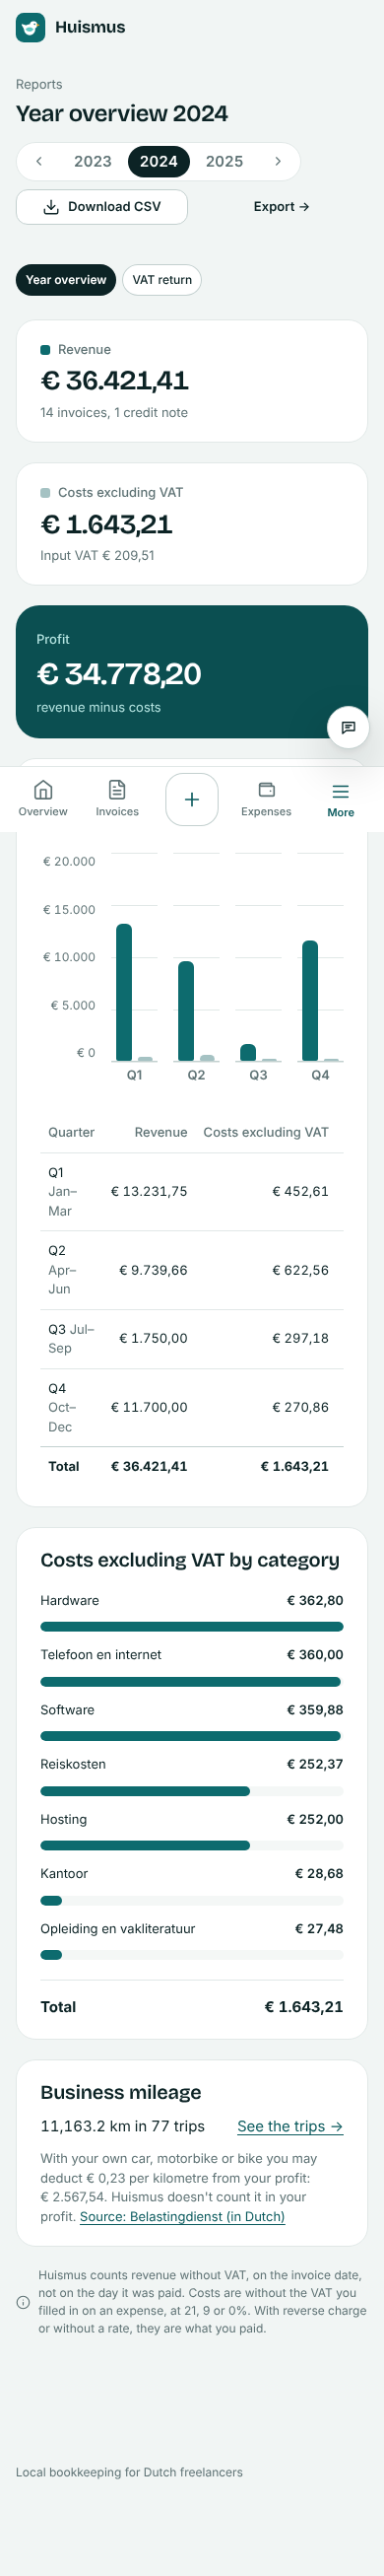 Huismus
Reports
Year overview 2024
2023 2024 2025
Download CSV Export →
Year overview VAT return
Revenue
€ 36.421,41
14 invoices, 1 credit note
Costs excluding VAT
€ 1.643,21
Input VAT € 209,51
Profit
€ 34.778,20
revenue minus costs
Overview Invoices Expenses More
€ 20.000
€ 15.000
€ 10.000
€ 5.000
€ 0
Q1 Q2 Q3 Q4
Quarter Revenue Costs excluding VAT
Q1
Jan–
Mar
€ 13.231,75 € 452,61
Q2
Apr–
Jun
€ 9.739,66 € 622,56
Q3 Jul–
Sep
€ 1.750,00 € 297,18
Q4
Oct–
Dec
€ 11.700,00 € 270,86
Total € 36.421,41 € 1.643,21
Costs excluding VAT by category
Hardware € 362,80
Telefoon en internet € 360,00
Software € 359,88
Reiskosten € 252,37
Hosting € 252,00
Kantoor € 28,68
Opleiding en vakliteratuur € 27,48
Total € 1.643,21
Business mileage
11,163.2 km in 77 trips See the trips →
With your own car, motorbike or bike you may
deduct € 0,23 per kilometre from your profit:
€ 2.567,54. Huismus doesn't count it in your
profit. Source: Belastingdienst (in Dutch)
Huismus counts revenue without VAT, on the invoice date,
not on the day it was paid. Costs are without the VAT you
filled in on an expense, at 21, 9 or 0%. With reverse charge
or without a rate, they are what you paid.
Local bookkeeping for Dutch freelancers